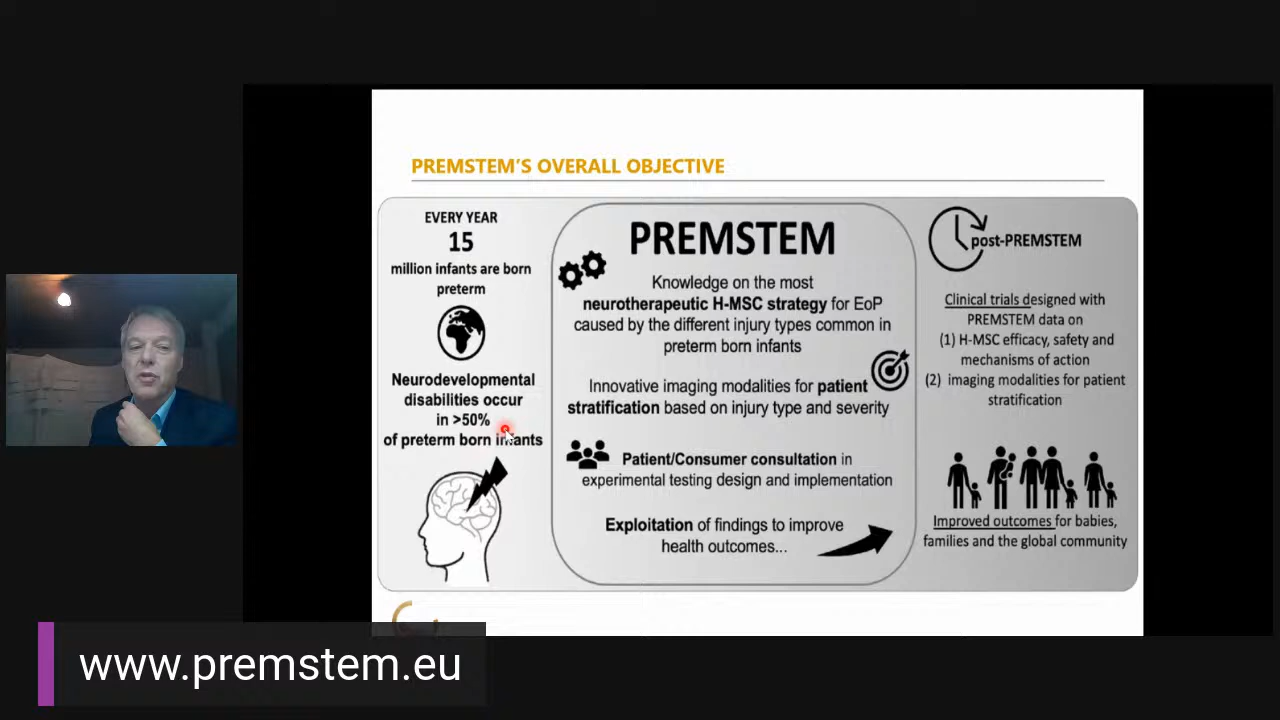 PREMSTEM'S OVERALL OBJECTIVE
EVERY YEAR
15
million infants are born
preterm
Neurodevelopmental
disabilities occur
in >50%
of preterm born infants
PREMSTEM
Knowledge on the most
neurotherapeutic H-MSC strategy for EoP
caused by the different injury types common in
preterm born infants
Innovative imaging modalities for patient
stratification based on injury type and severity
Patient/Consumer consultation in
experimental testing design and implementation
Exploitation of findings to improve
health outcomes...
post-PREMSTEM
Clinical trials designed with
PREMSTEM data on
(1) H-MSC efficacy, safety and
mechanisms of action
(2) imaging modalities for patient
stratification
Improved outcomes for babies,
families and the global community
www.premstem.eu